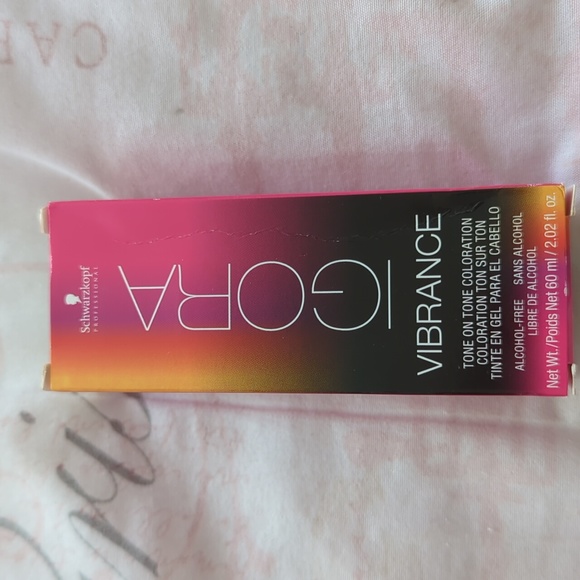 Schwarzkopf
PROFESSIONAL
IGORA
VIBRANCE
TONE ON TONE COLORATION
COLORATION TON SUR TON
TINTE EN GEL PARA EL CABELLO
ALCOHOL-FREE SANS ALCOHOL
LIBRE DE ALCOHOL
Net Wt./Poids Net 60 ml / 2.02 fl. oz.